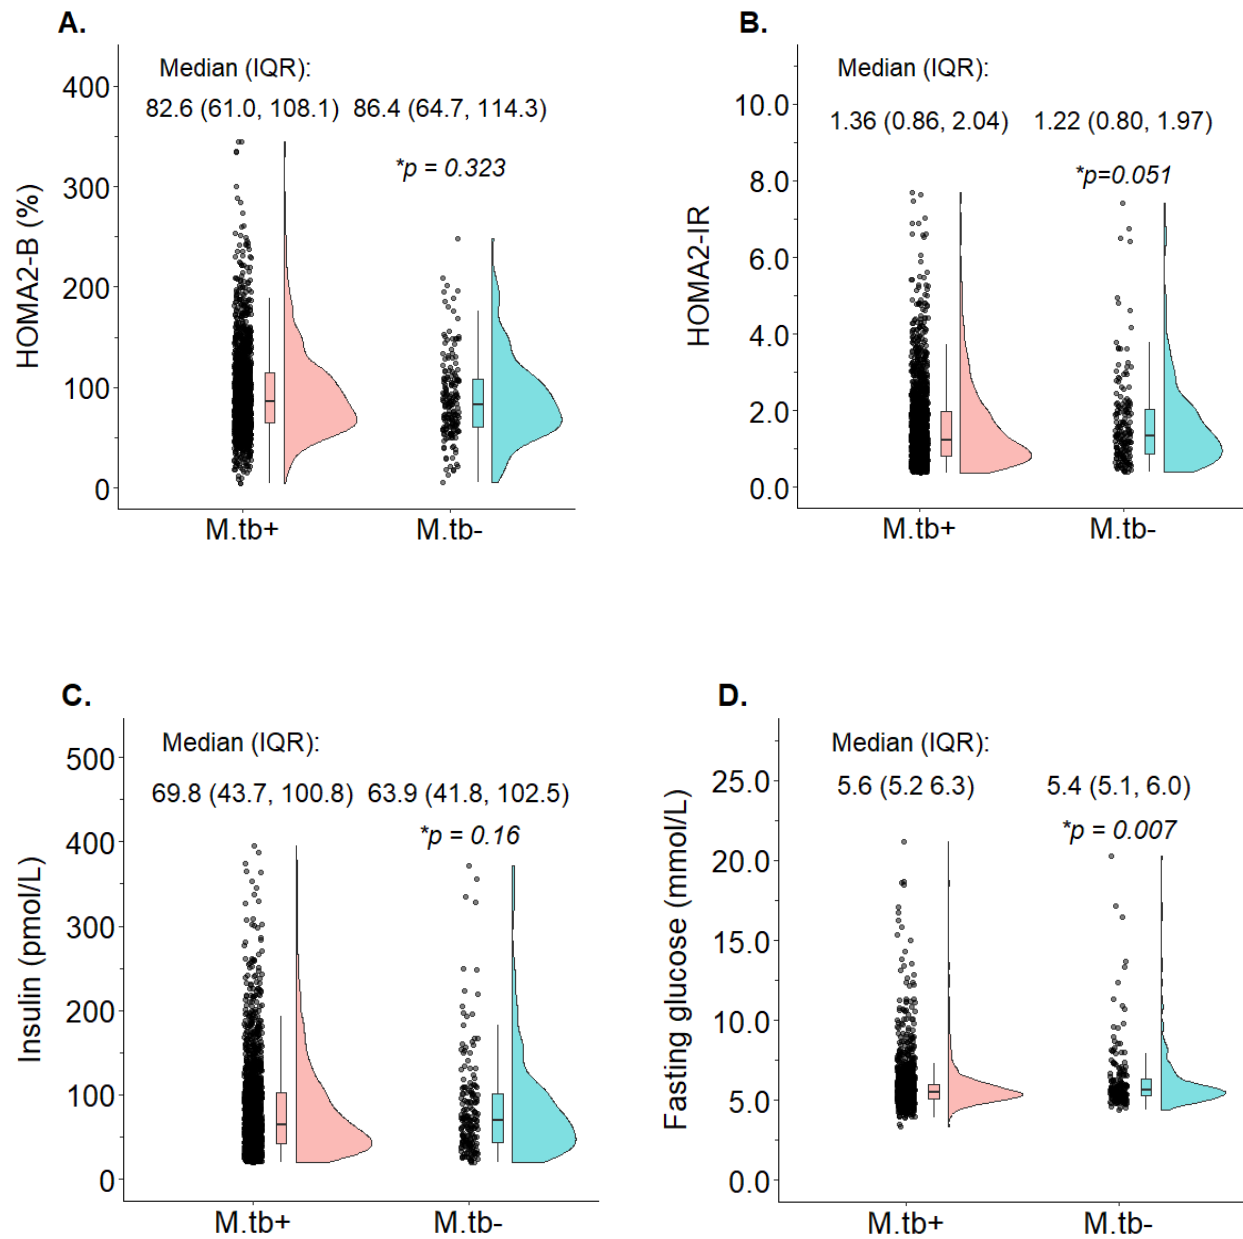 A.
Median (IQR):
82.6 (61.0, 108.1) 86.4 (64.7, 114.3)
*p = 0.323
HOMA2-B (%)
400
300
200
100
0
M.tb+ M.tb-
B.
Median (IQR):
1.36 (0.86, 2.04) 1.22 (0.80, 1.97)
*p=0.051
HOMA2-IR
10.0
8.0
6.0
4.0
2.0
0.0
M.tb+ M.tb-
C.
Median (IQR):
69.8 (43.7, 100.8) 63.9 (41.8, 102.5)
*p = 0.16
Insulin (pmol/L)
500
400
300
200
100
0
M.tb+ M.tb-
D.
Median (IQR):
5.6 (5.2 6.3) 5.4 (5.1, 6.0)
*p = 0.007
Fasting glucose (mmol/L)
25.0
20.0
15.0
10.0
5.0
0.0
M.tb+ M.tb-